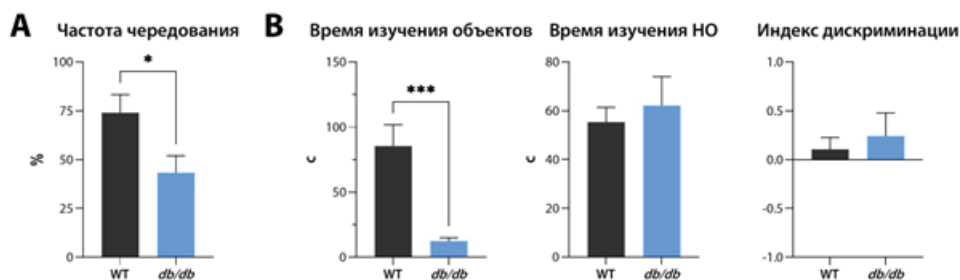 A Частота чередования
B Время изучения объектов
Время изучения НО
Индекс дискриминации
100
75
50
25
0
%
*
WT
db/db
150
100
50
0
с
***
WT
db/db
80
60
40
20
0
с
WT
db/db
1.0
0.5
0.0
-0.5
-1.0
WT
db/db